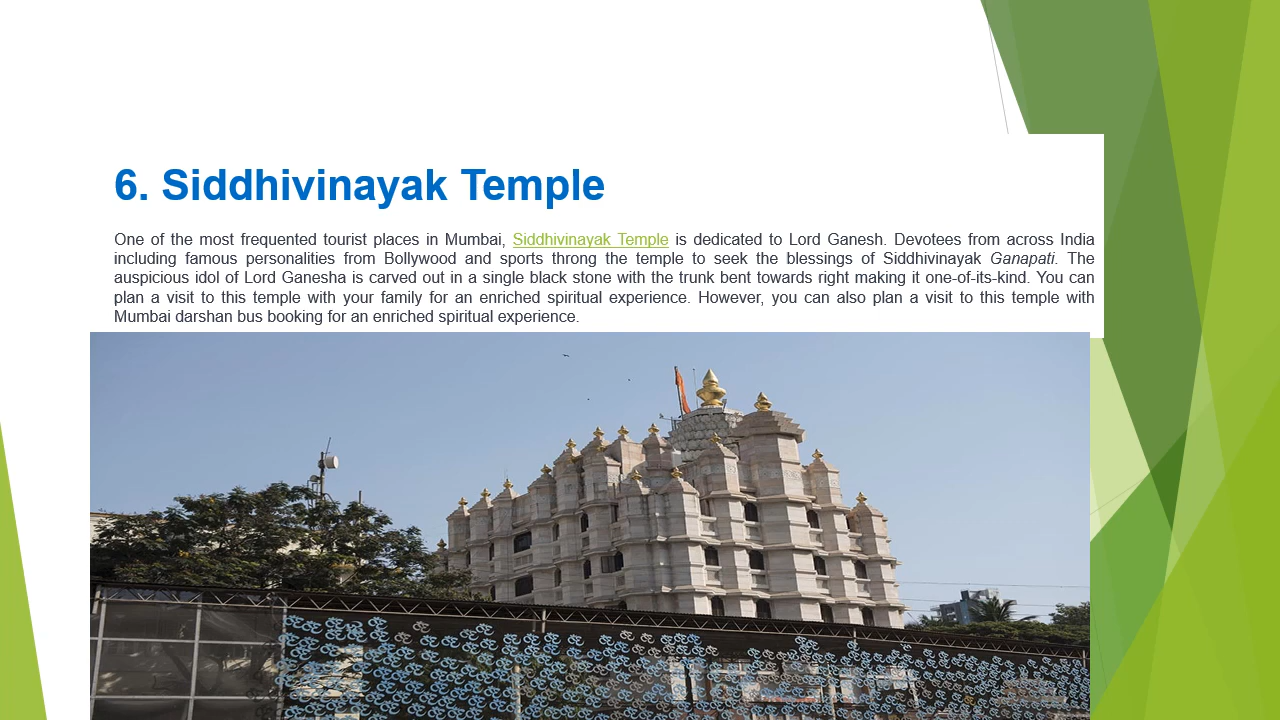 6. Siddhivinayak Temple
One of the most frequented tourist places in Mumbai, Siddhivinayak Temple is dedicated to Lord Ganesh. Devotees from across India
including famous personalities from Bollywood and sports throng the temple to seek the blessings of Siddhivinayak Ganapati. The
auspicious idol of Lord Ganesha is carved out in a single black stone with the trunk bent towards right making it one-of-its-kind. You can
plan a visit to this temple with your family for an enriched spiritual experience. However, you can also plan a visit to this temple with
Mumbai darshan bus booking for an enriched spiritual experience.